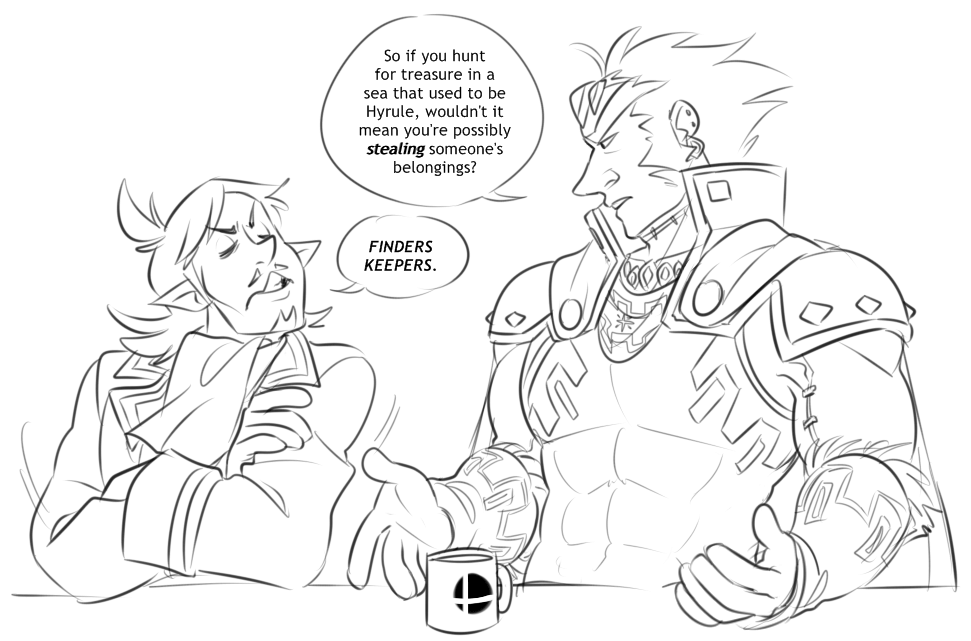 So if you hunt
for treasure in a
sea that used to be
Hyrule, wouldn't it
mean you're possibly
stealing someone's
belongings?
FINDERS
KEEPERS.